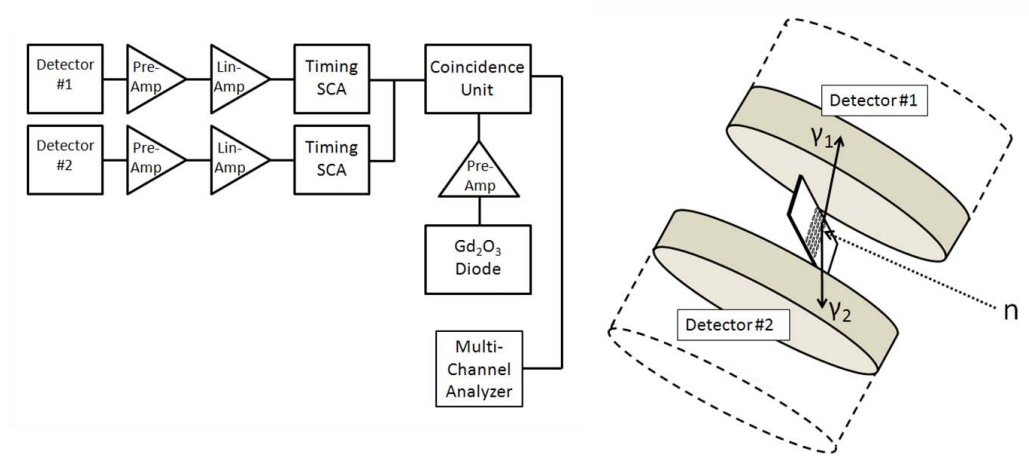 Detector
#1
Pre-
Amp
Lin-
Amp
Timing
SCA
Coincidence
Unit
Detector
#2
Pre-
Amp
Lin-
Amp
Timing
SCA
Pre-
Amp
Gd₂O₃
Diode
Multi-
Channel
Analyzer
Detector #1
γ₁
n
γ₂
Detector #2